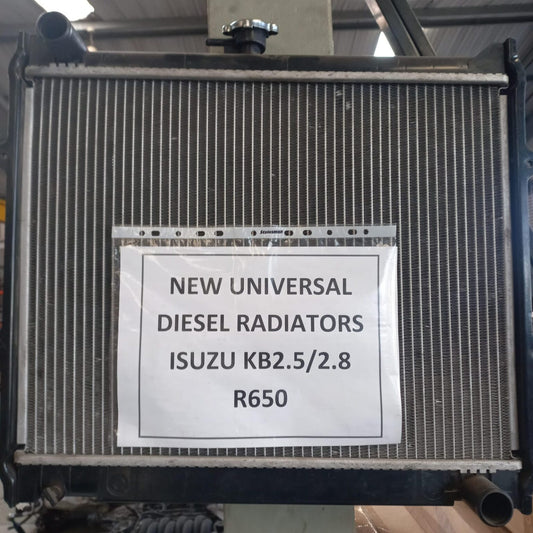 NEW UNIVERSAL
DIESEL RADIATORS
ISUZU KB2.5/2.8
R650